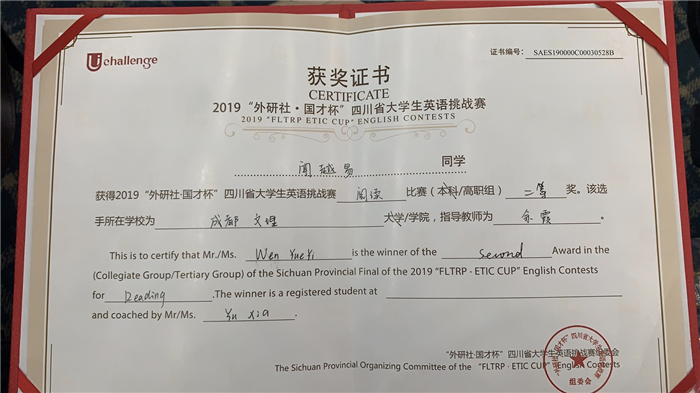 Uchallenge
证书编号： SAES190000C00030528B
获奖证书
CERTIFICATE
2019 “外研社·国才杯” 四川省大学生英语挑战赛
2019 “FLTRP ETIC CUP” ENGLISH CONTESTS
闻越易 同学
获得2019 “外研社·国才杯” 四川省大学生英语挑战赛 阅读 比赛（本科/高职组） 二等 奖。该选
手所在学校为 成都文理 大学/学院，指导教师为 余霞 。
This is to certify that Mr./Ms. Wen YueYi is the winner of the Second Award in the
(Collegiate Group/Tertiary Group) of the Sichuan Provincial Final of the 2019 “FLTRP · ETIC CUP” English Contests
for Reading .The winner is a registered student at
and coached by Mr/Ms. Yu xia .
“外研社·国才杯” 四川省大学生英语挑战赛组委会
The Sichuan Provincial Organizing Committee of the “FLTRP · ETIC CUP” English Contests
组委会